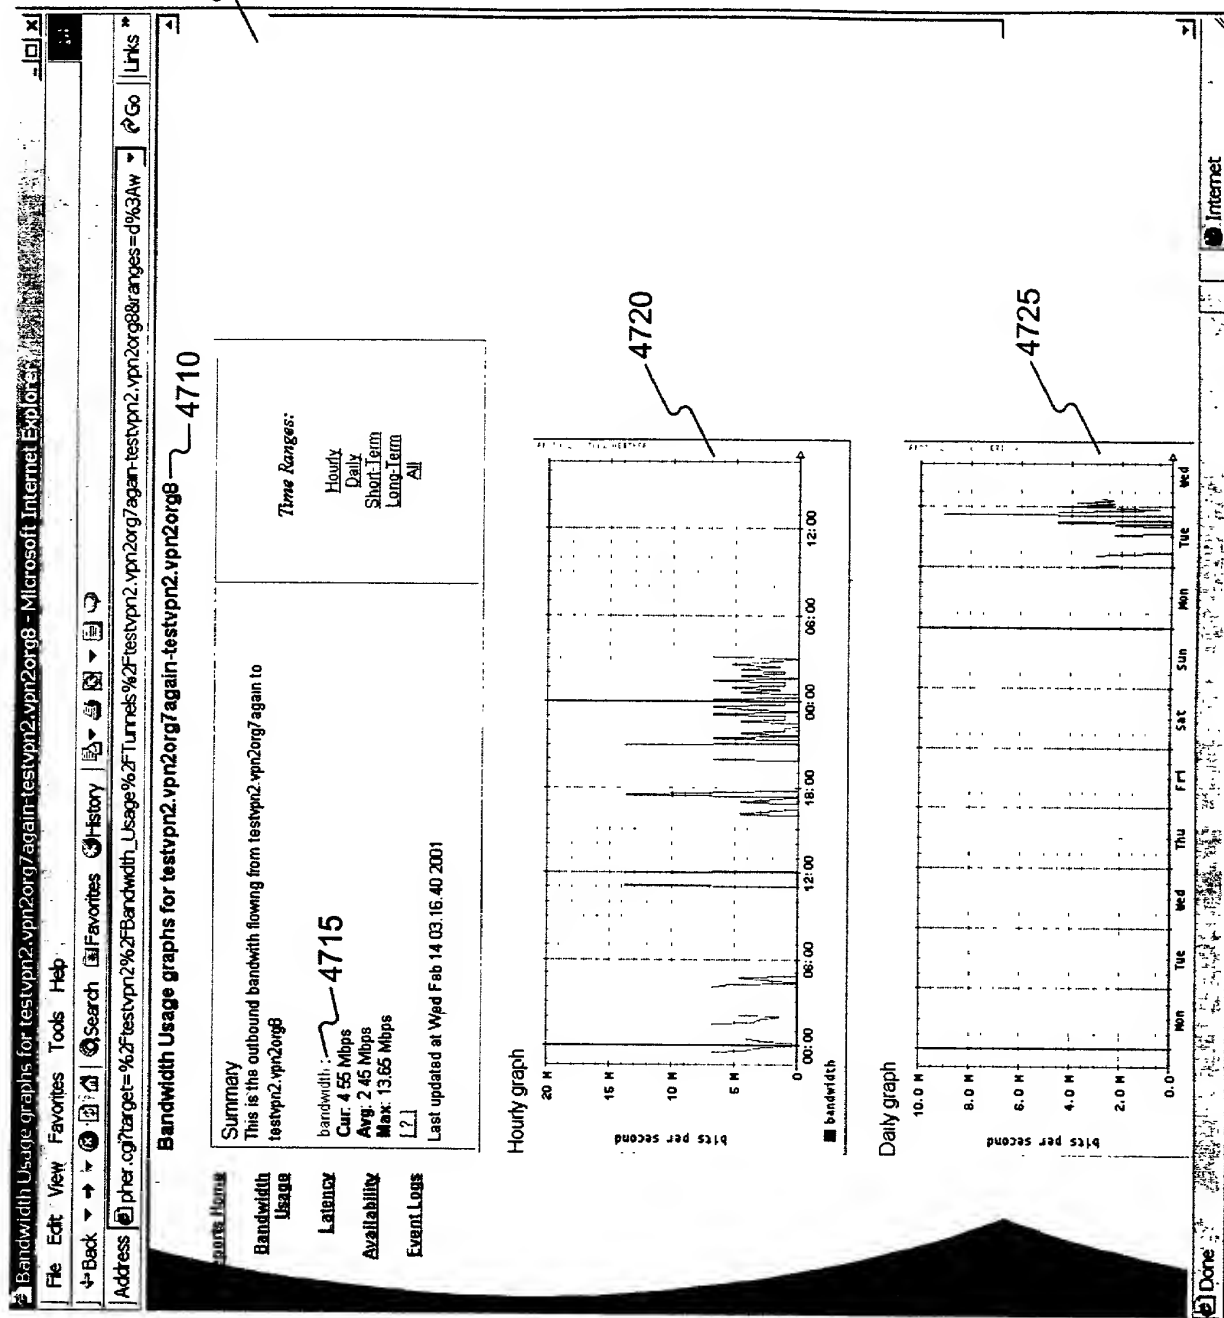 Bandwidth Usage graphs for testvpn2.vpn2org7again-testvpn2.vpn2org8 - Microsoft Internet Explorer
File Edit View Favorites Tools Help
Back Search Favorites History
Address pher.cgi?target=%2Ftestvpn2%2FBandwidth_Usage%2FTunnels%2Ftestvpn2.vpn2org7again-testvpn2.vpn2org8&ranges=d%3Aw Go Links »
Bandwidth Usage graphs for testvpn2.vpn2org7again-testvpn2.vpn2org8
4710
Home
Bandwidth
Usage
Latency
Availability
Event Logs
Summary
This is the outbound bandwith flowing from testvpn2.vpn2org7again to
testvpn2.vpn2org8
bandwidth :
4715
Cur: 4 55 Mbps
Avg: 2 45 Mbps
Max: 13.65 Mbps
[ ? ]
Last updated at Wed Feb 14 03.16.40 2001
Time Ranges:
Hourly
Daily
Short-Term
Long-Term
All
Hourly graph
4720
bits per second
20 M
15 M
10 M
5 M
0
00:00 06:00 12:00 18:00 00:00 06:00 12:00
bandwidth
Daily graph
4725
bits per second
10.0 M
8.0 M
6.0 M
4.0 M
2.0 M
0.0
Mon Tue Wed Thu Fri Sat Sun Mon Tue Wed
Done Internet